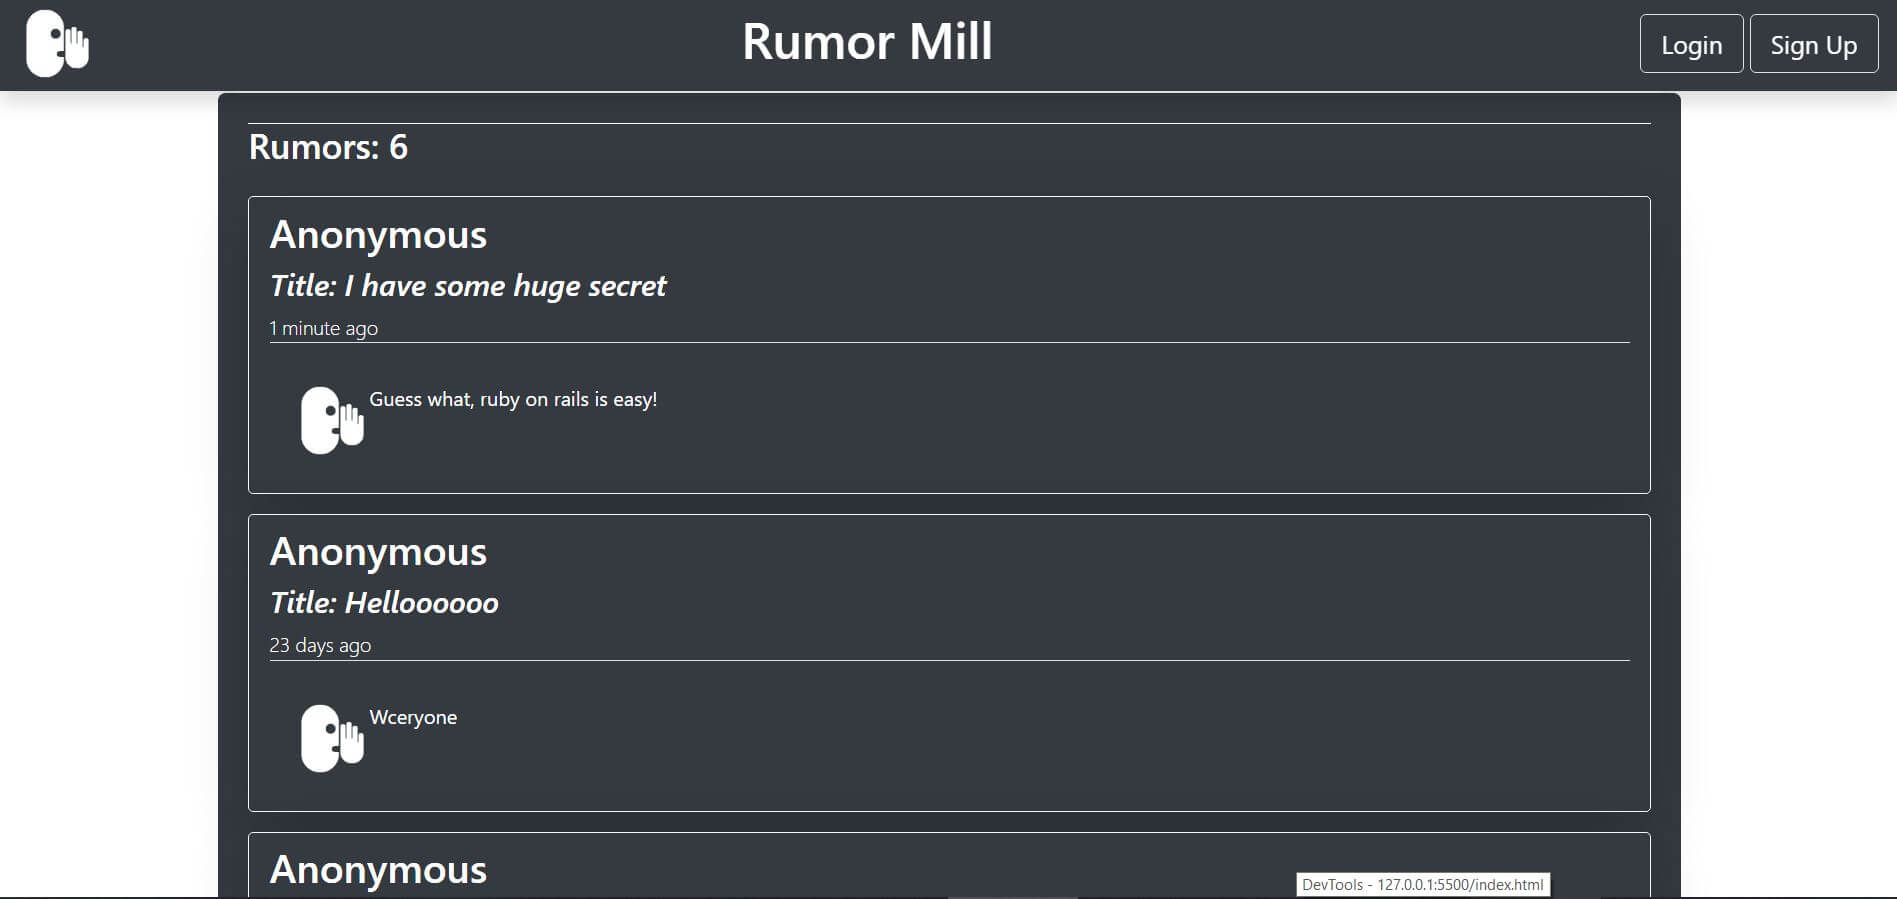 Rumor Mill
Login
Sign Up
Rumors: 6
Anonymous
Title: I have some huge secret
1 minute ago
Guess what, ruby on rails is easy!
Anonymous
Title: Helloooooo
23 days ago
Wceryone
Anonymous
DevTools - 127.0.0.1:5500/index.html